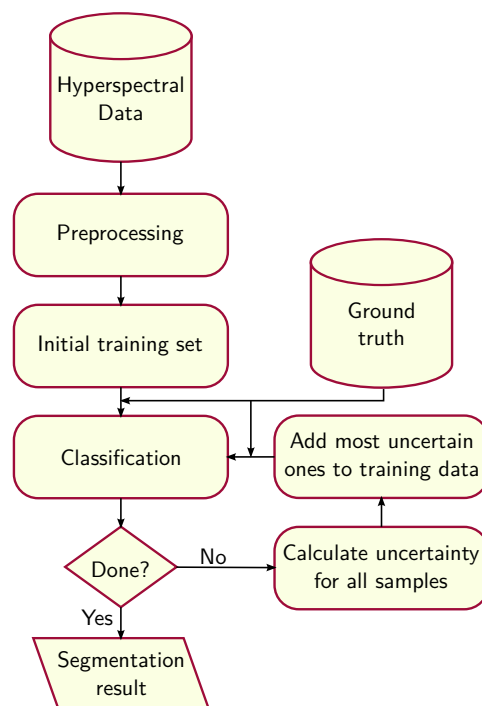 Hyperspectral
Data
Preprocessing
Initial training set
Ground
truth
Classification
Add most uncertain
ones to training data
Done?
No
Calculate uncertainty
for all samples
Yes
Segmentation
result